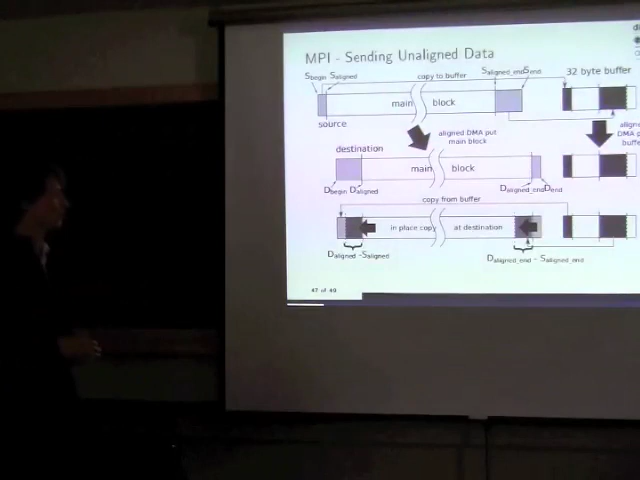 MPI - Sending Unaligned Data
Sbegin Saligned
copy to buffer
Saligned_end Send
32 byte buffer
main block
source
aligned DMA put
main block
destination
main block
Dbegin Daligned
Daligned_end Dend
copy from buffer
in place copy at destination
Daligned -Saligned
Daligned_end - Saligned_end
47 of 49